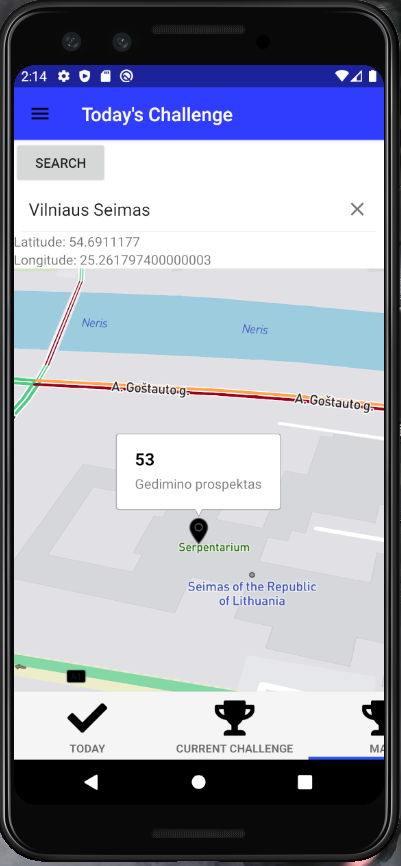 2:14
Today's Challenge
SEARCH
Vilniaus Seimas
Latitude: 54.6911177
Longitude: 25.261797400000003
Neris
Neris
A. Goštauto g.
A. Goštauto g.
53
Gedimino prospektas
Serpentarium
Seimas of the Republic
of Lithuania
TODAY
CURRENT CHALLENGE
MA